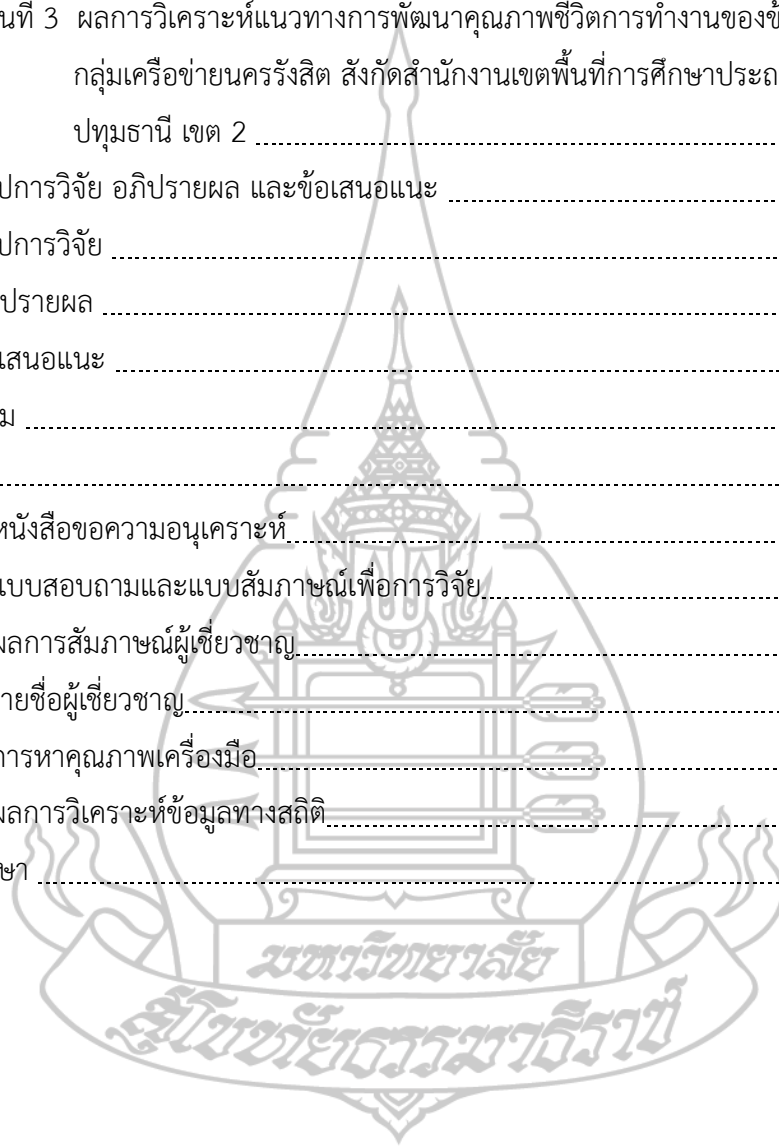 นที่ 3 ผลการวิเคราะห์แนวทางการพัฒนาคุณภาพชีวิตการทำงานของข้
กลุ่มเครือข่ายนครรังสิต สังกัดสำนักงานเขตพื้นที่การศึกษาประถ
ปทุมธานี เขต 2
ปการวิจัย อภิปรายผล และข้อเสนอแนะ
ปการวิจัย
ปรายผล
เสนอแนะ
ม
หนังสือขอความอนุเคราะห์
แบบสอบถามและแบบสัมภาษณ์เพื่อการวิจัย
ผลการสัมภาษณ์ผู้เชี่ยวชาญ
ายชื่อผู้เชี่ยวชาญ
การหาคุณภาพเครื่องมือ
ผลการวิเคราะห์ข้อมูลทางสถิติ
ษา
มหาวิทยาลัย
สุโขทัยธรรมาธิราช